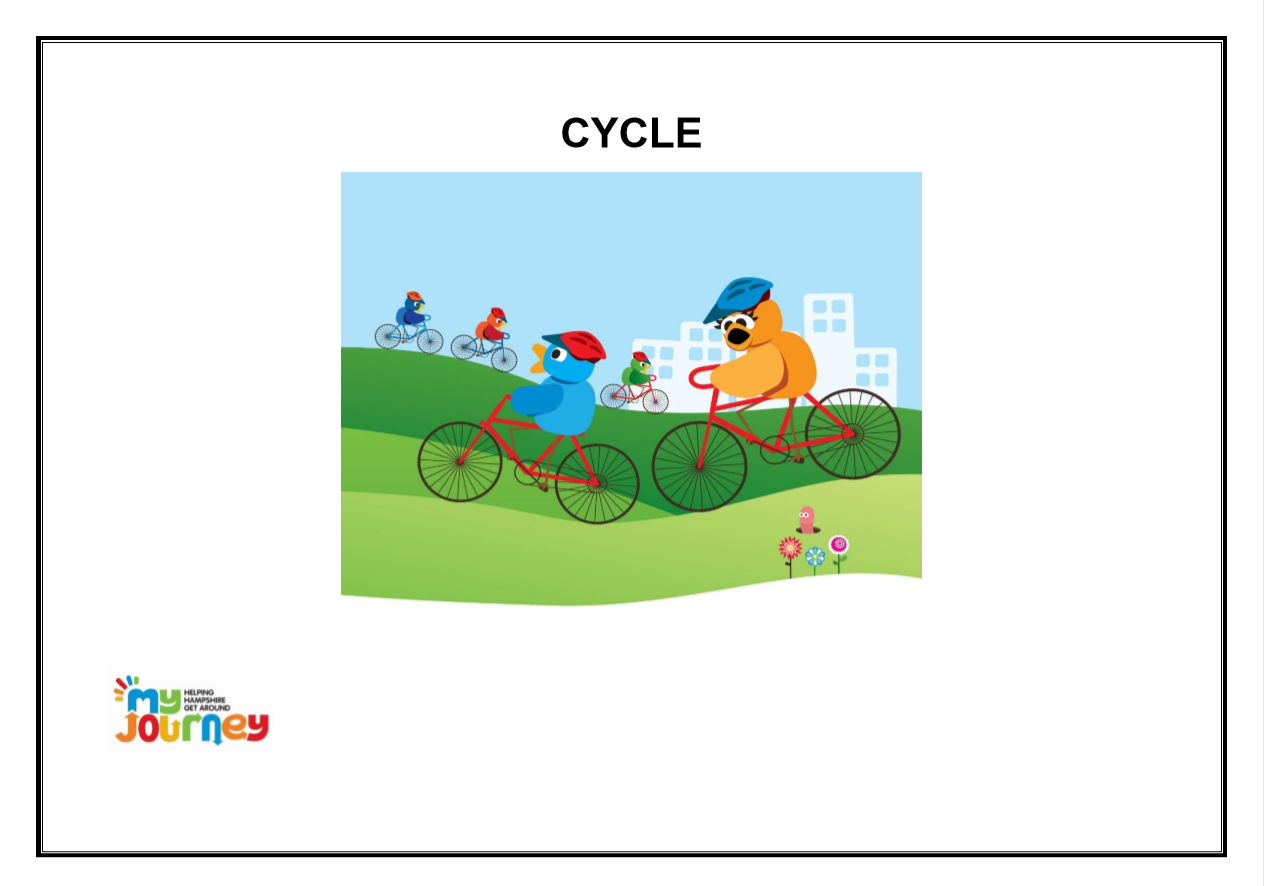 CYCLE
my
HELPING
HAMPSHIRE
GET AROUND
JOURNEY